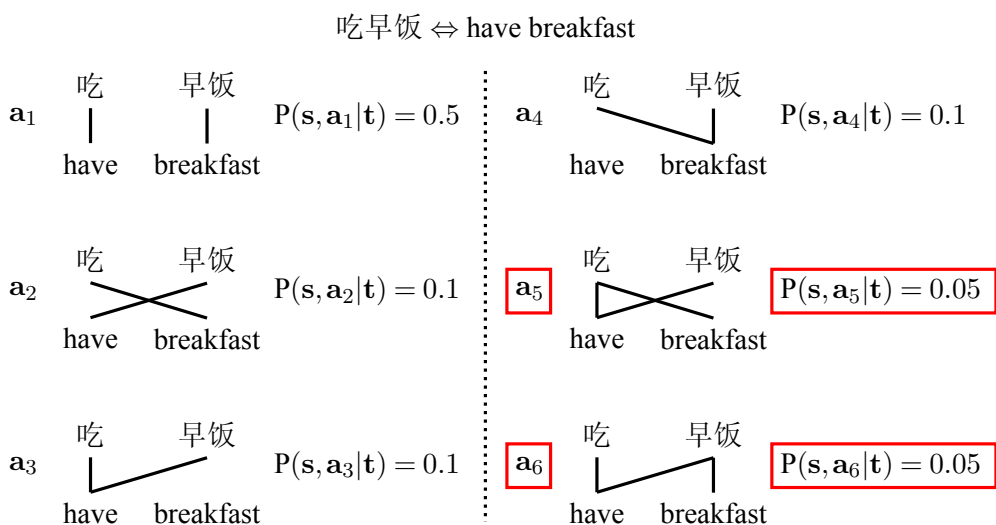 吃早饭 ⇔ have breakfast
吃 早饭
a₁ P(s, a₁|t) = 0.5
have breakfast
吃 早饭
a₂ P(s, a₂|t) = 0.1
have breakfast
吃 早饭
a₃ P(s, a₃|t) = 0.1
have breakfast
吃 早饭
a₄ P(s, a₄|t) = 0.1
have breakfast
吃 早饭
a₅ P(s, a₅|t) = 0.05
have breakfast
吃 早饭
a₆ P(s, a₆|t) = 0.05
have breakfast